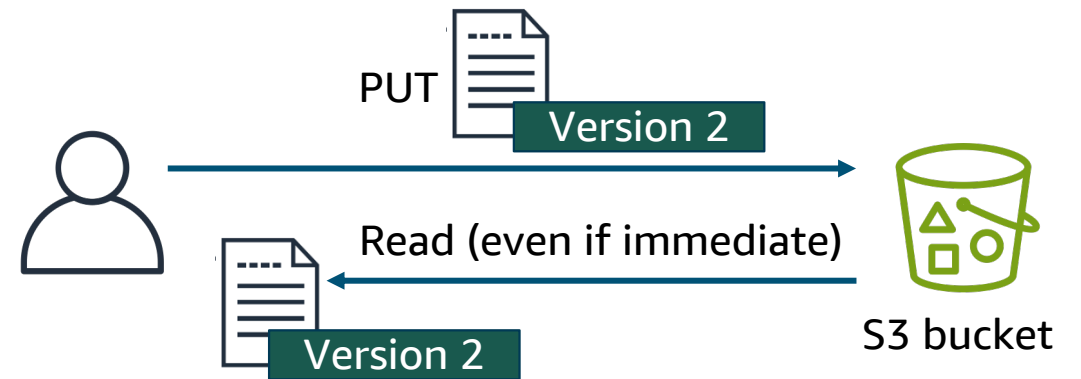 PUT
Version 2
Read (even if immediate)
S3 bucket
Version 2